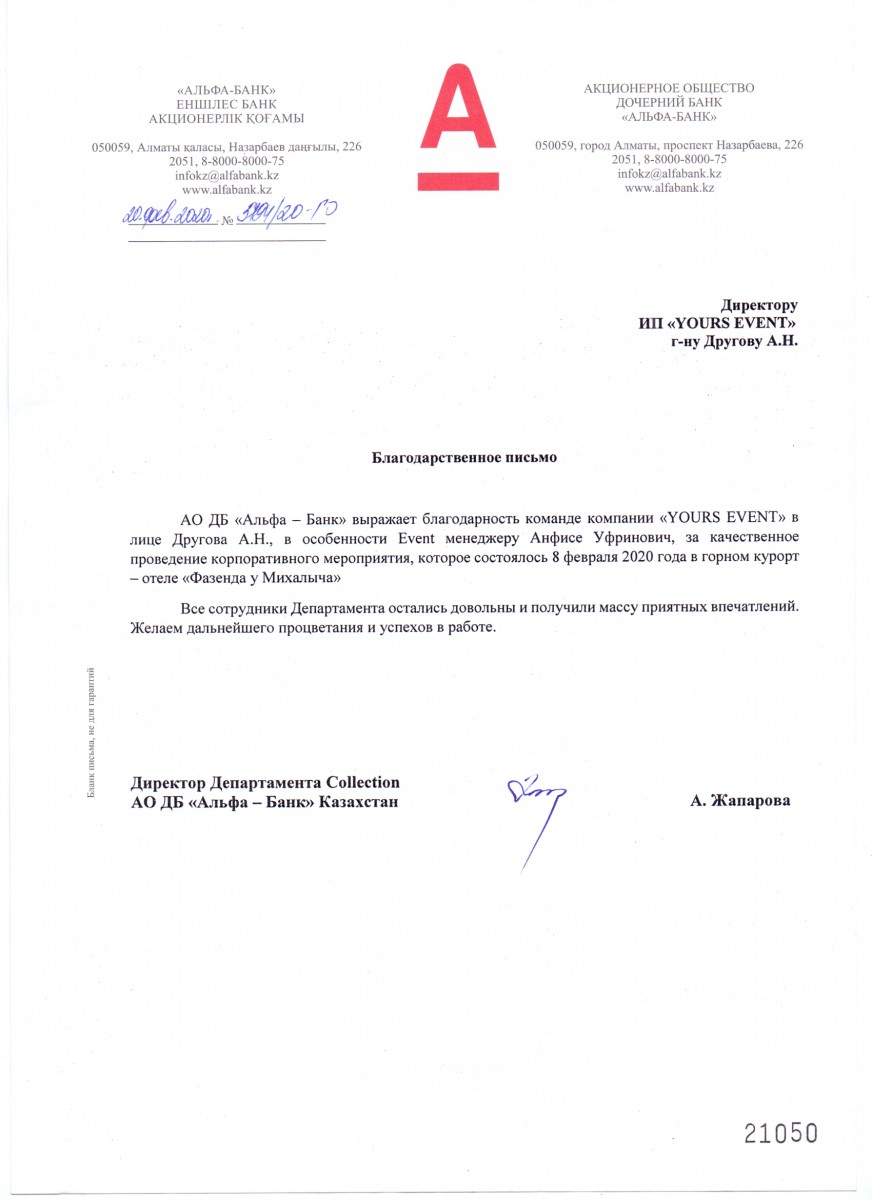 «АЛЬФА-БАНК»
ЕНШІЛЕС БАНК
АКЦИОНЕРЛІК ҚОҒАМЫ
050059, Алматы қаласы, Назарбаев даңғылы, 226
2051, 8-8000-8000-75
infokz@alfabank.kz
www.alfabank.kz
20.фев.2020г. №
А
АКЦИОНЕРНОЕ ОБЩЕСТВО
ДОЧЕРНИЙ БАНК
«АЛЬФА-БАНК»
050059, город Алматы, проспект Назарбаева, 226
2051, 8-8000-8000-75
infokz@alfabank.kz
www.alfabank.kz
Директору
ИП «YOURS EVENT»
г-ну Другову А.Н.
Благодарственное письмо
АО ДБ «Альфа – Банк» выражает благодарность команде компании «YOURS EVENT» в
лице Другова А.Н., в особенности Event менеджеру Анфисе Уфринович, за качественное
проведение корпоративного мероприятия, которое состоялось 8 февраля 2020 года в горном курорт
– отеле «Фазенда у Михалыча»
Все сотрудники Департамента остались довольны и получили массу приятных впечатлений.
Желаем дальнейшего процветания и успехов в работе.
Бланк письма, не для гарантий
Директор Департамента Collection
АО ДБ «Альфа – Банк» Казахстан
А. Жапарова
21050